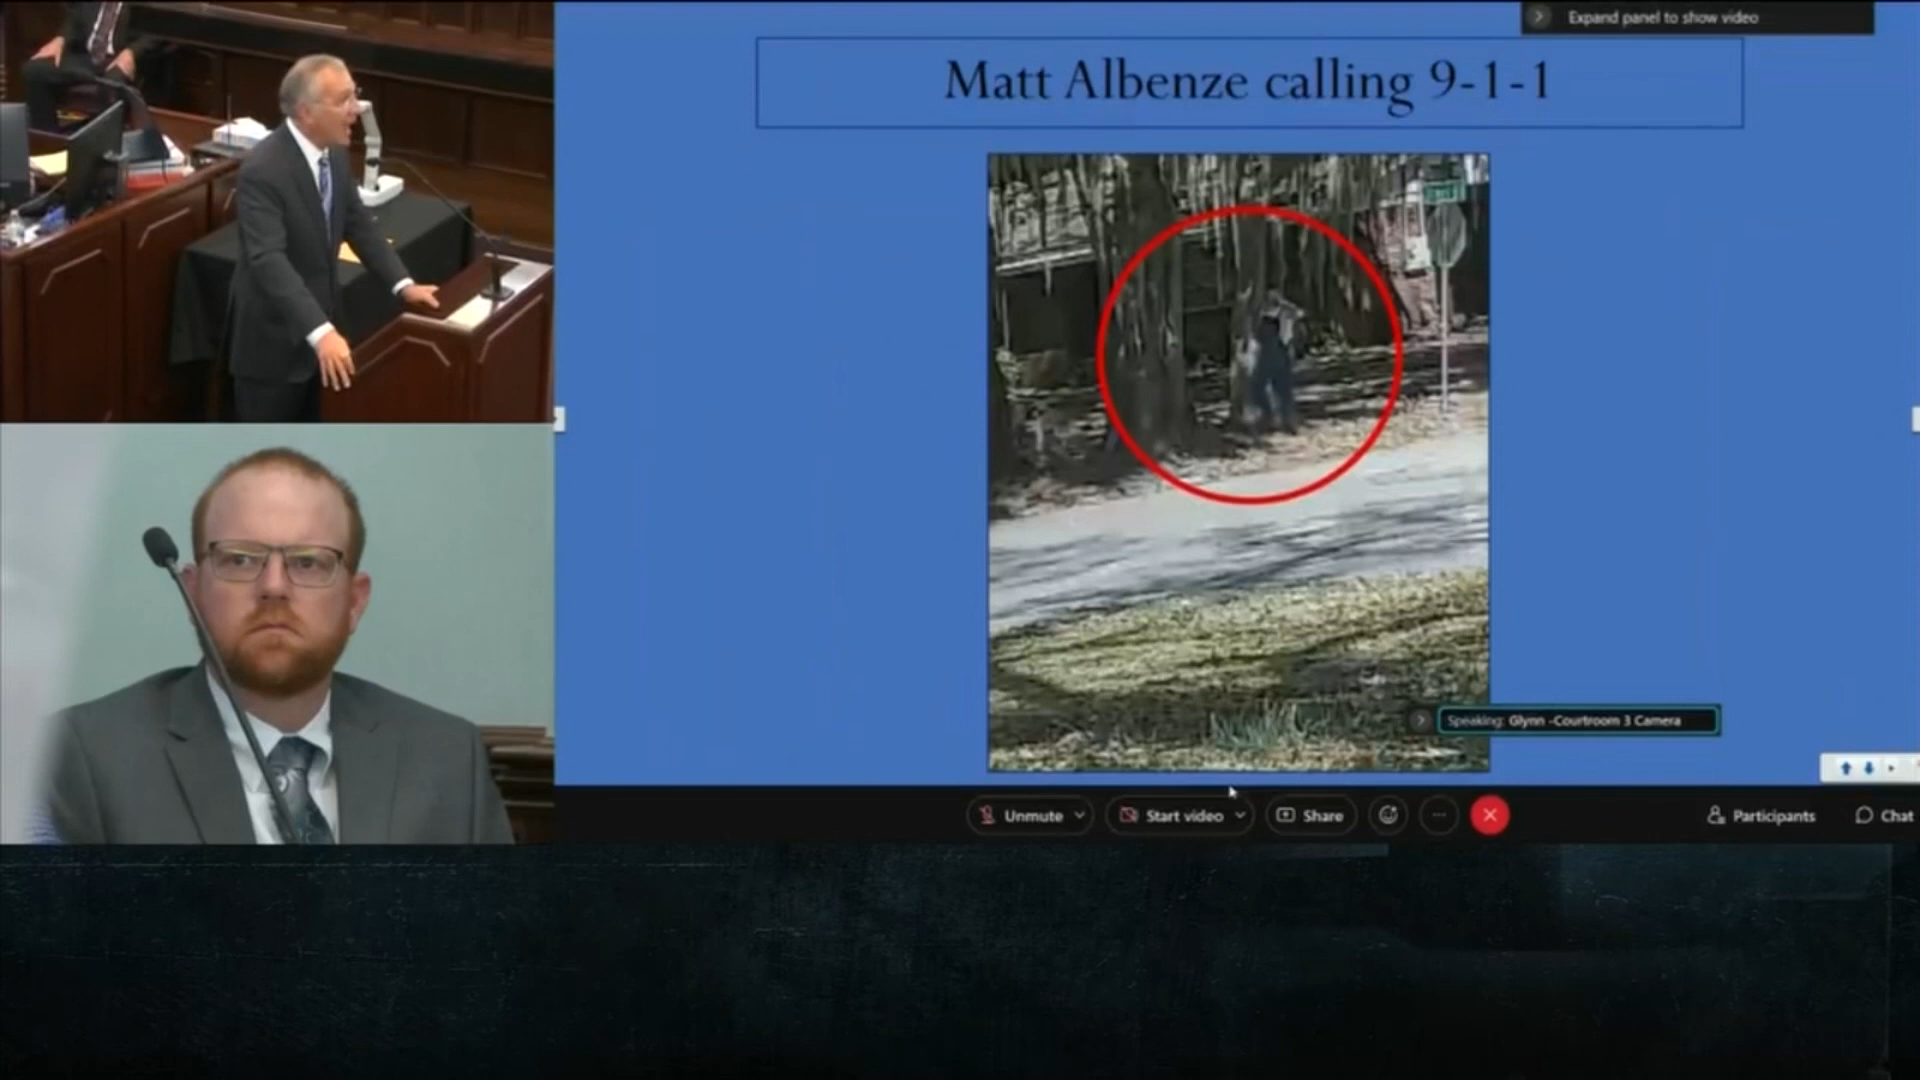 Expand panel to show video
Matt Albenze calling 9-1-1
Speaking: Glynn -Courtroom 3 Camera
Unmute
Start video
Share
Participants
Chat